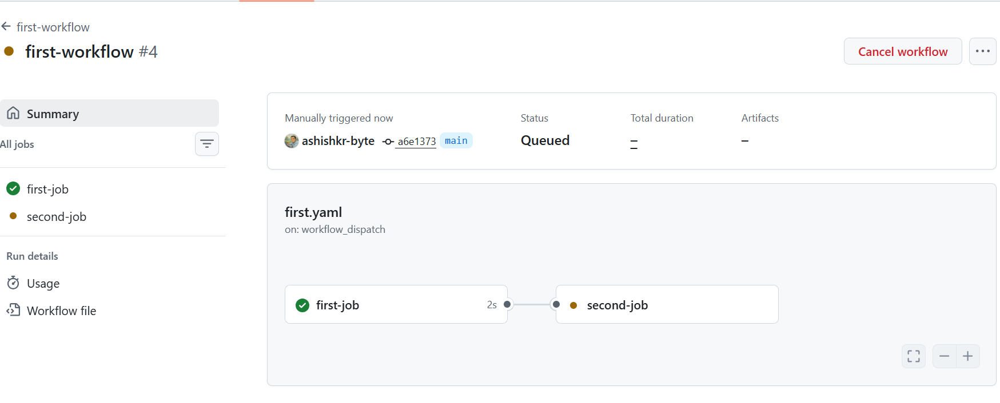 first-workflow
first-workflow #4
Cancel workflow
Summary
All jobs
first-job
second-job
Run details
Usage
Workflow file
Manually triggered now
ashishkr-byte a6e1373 main
Status
Queued
Total duration
–
Artifacts
–
first.yaml
on: workflow_dispatch
first-job 2s
second-job